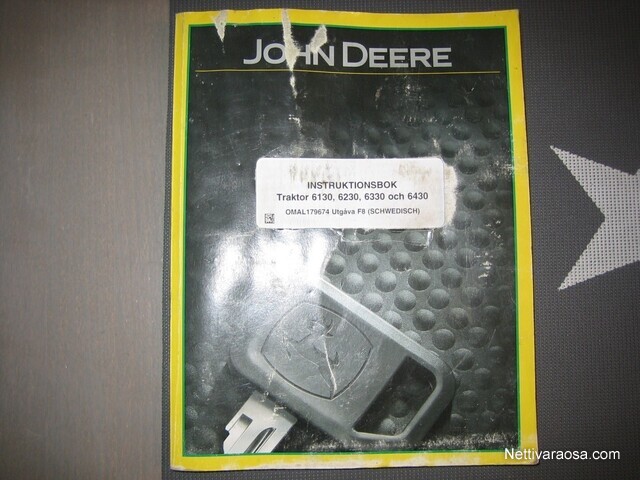 JOHN DEERE
INSTRUKTIONSBOK
Traktor 6130, 6230, 6330 och 6430
OMAL179674 Utgåva F8 (SCHWEDISCH)
Nettivaraosa.com